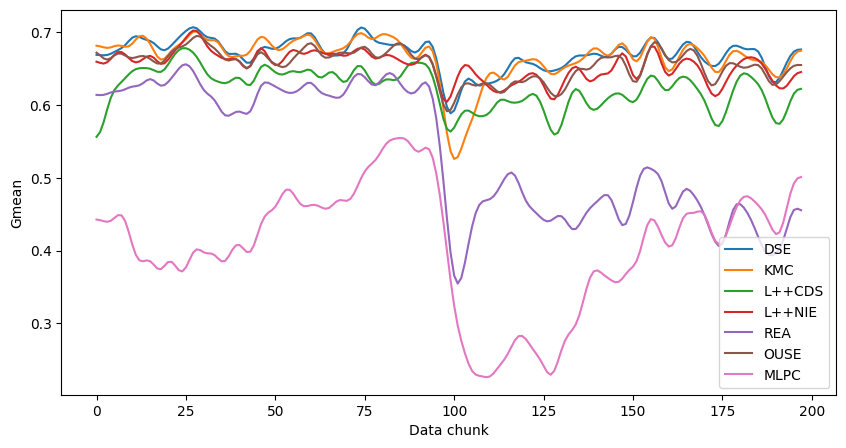 0.7
0.6
0.5
0.4
0.3
Gmean
0
25
50
75
100
125
150
175
200
Data chunk
DSE
KMC
L++CDS
L++NIE
REA
OUSE
MLPC